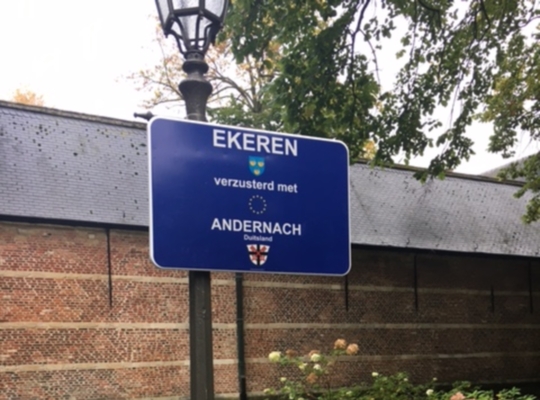 EKEREN
verzusterd met
ANDERNACH
Duitsland